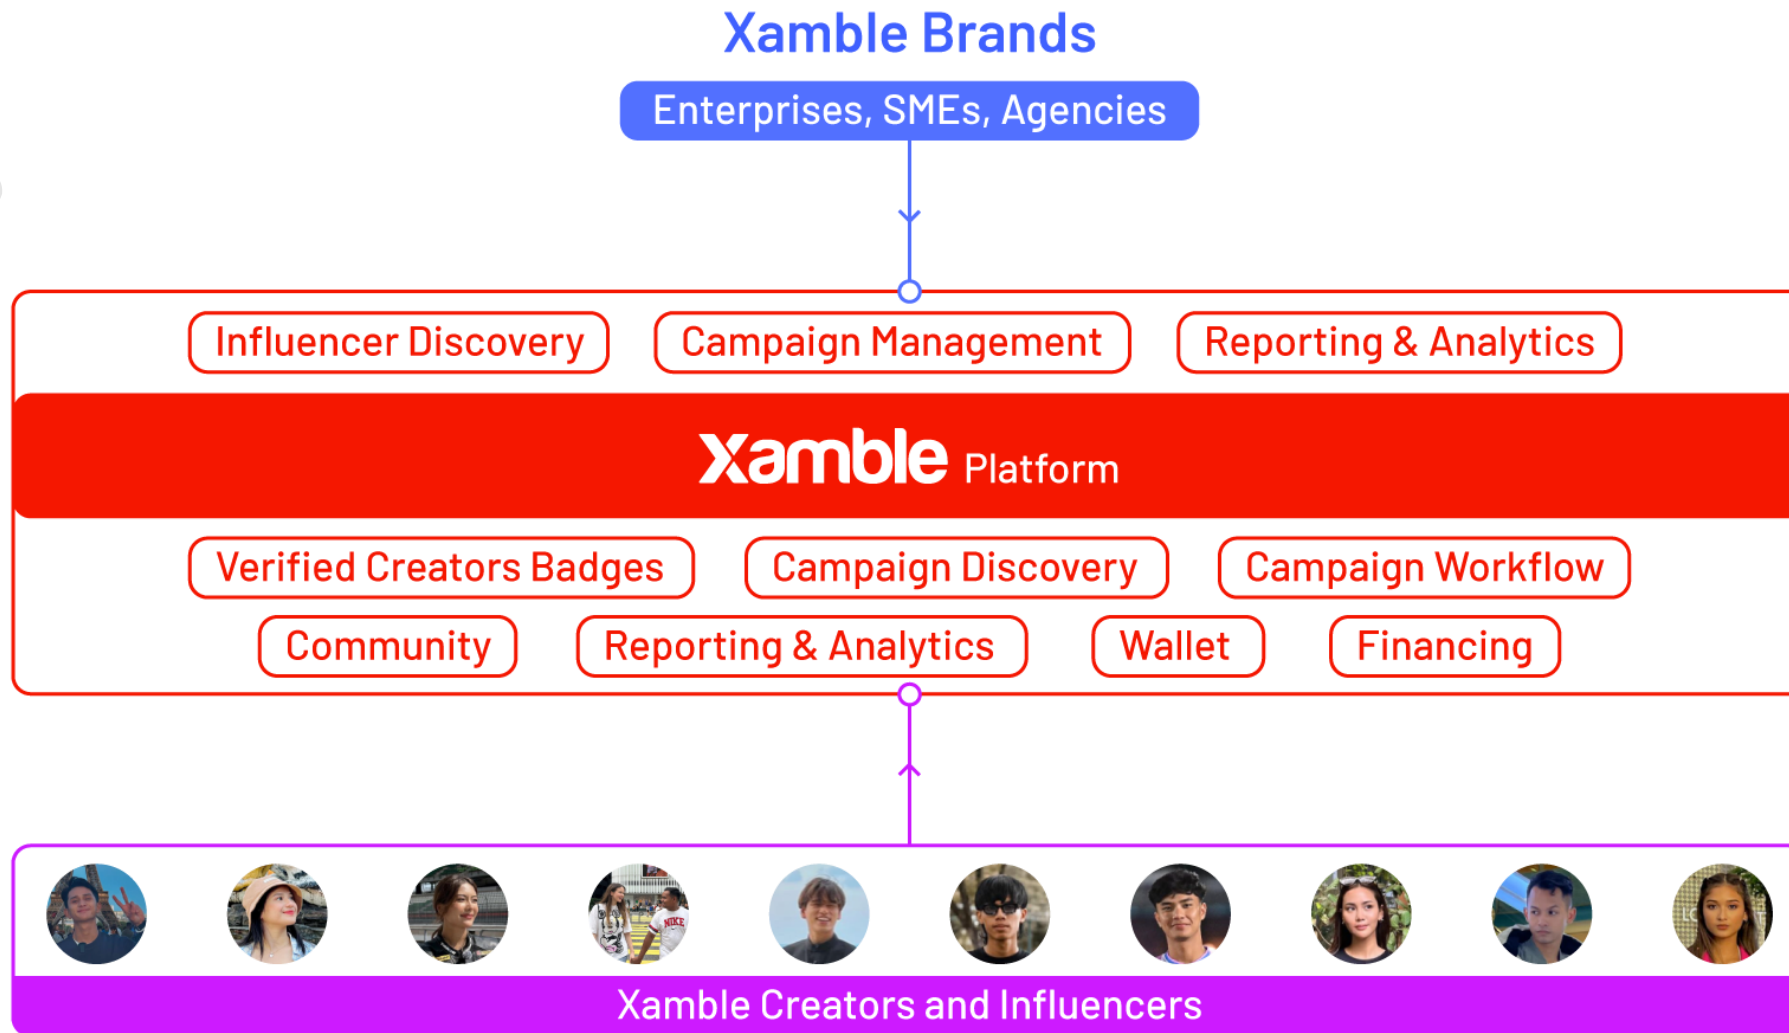 Xamble Brands
Enterprises, SMEs, Agencies
Influencer Discovery
Campaign Management
Reporting & Analytics
xamble Platform
Verified Creators Badges
Campaign Discovery
Campaign Workflow
Community
Reporting & Analytics
Wallet
Financing
NIKE
Xamble Creators and Influencers